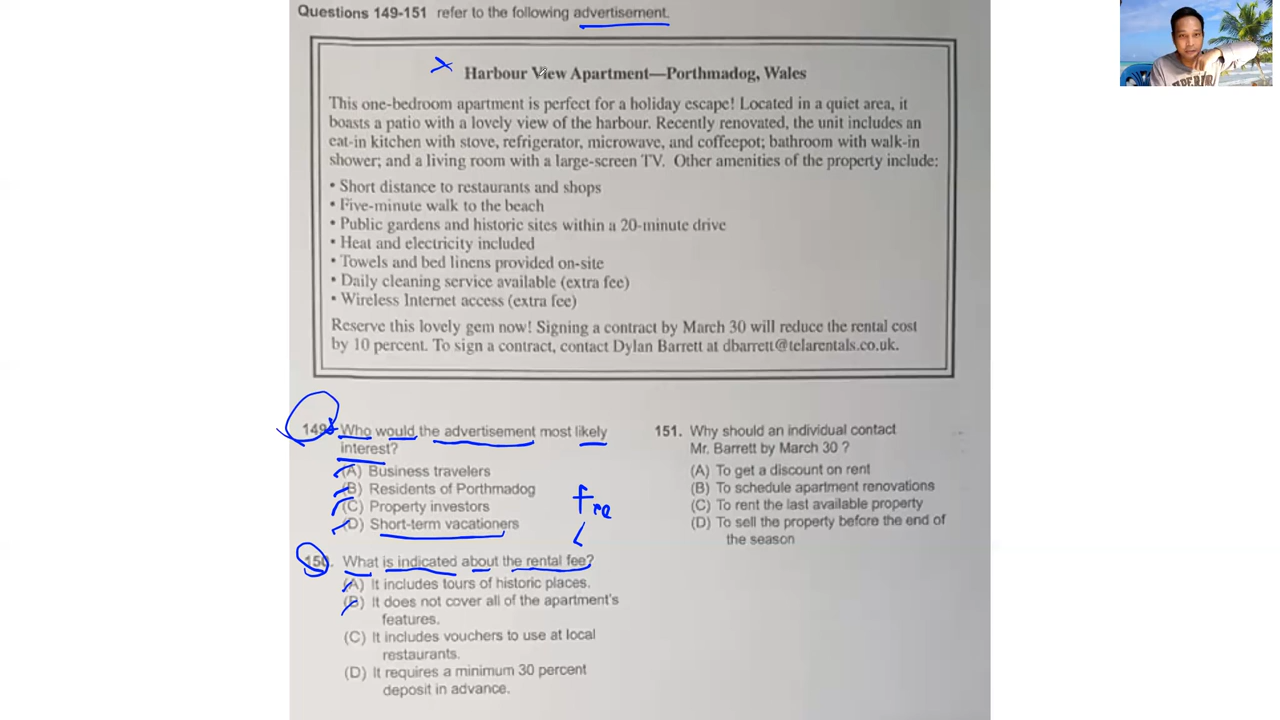 Questions 149-151 refer to the following advertisement.
Harbour View Apartment—Porthmadog, Wales
This one-bedroom apartment is perfect for a holiday escape! Located in a quiet area, it
boasts a patio with a lovely view of the harbour. Recently renovated, the unit includes an
eat-in kitchen with stove, refrigerator, microwave, and coffeepot; bathroom with walk-in
shower; and a living room with a large-screen TV. Other amenities of the property include:
• Short distance to restaurants and shops
• Five-minute walk to the beach
• Public gardens and historic sites within a 20-minute drive
• Heat and electricity included
• Towels and bed linens provided on-site
• Daily cleaning service available (extra fee)
• Wireless Internet access (extra fee)
Reserve this lovely gem now! Signing a contract by March 30 will reduce the rental cost
by 10 percent. To sign a contract, contact Dylan Barrett at dbarrett@telarentals.co.uk.
149. Who would the advertisement most likely
interest?
(A) Business travelers
(B) Residents of Porthmadog
(C) Property investors
(D) Short-term vacationers
150. What is indicated about the rental fee?
(A) It includes tours of historic places.
(B) It does not cover all of the apartment's
features.
(C) It includes vouchers to use at local
restaurants.
(D) It requires a minimum 30 percent
deposit in advance.
151. Why should an individual contact
Mr. Barrett by March 30 ?
(A) To get a discount on rent
(B) To schedule apartment renovations
(C) To rent the last available property
(D) To sell the property before the end of
the season